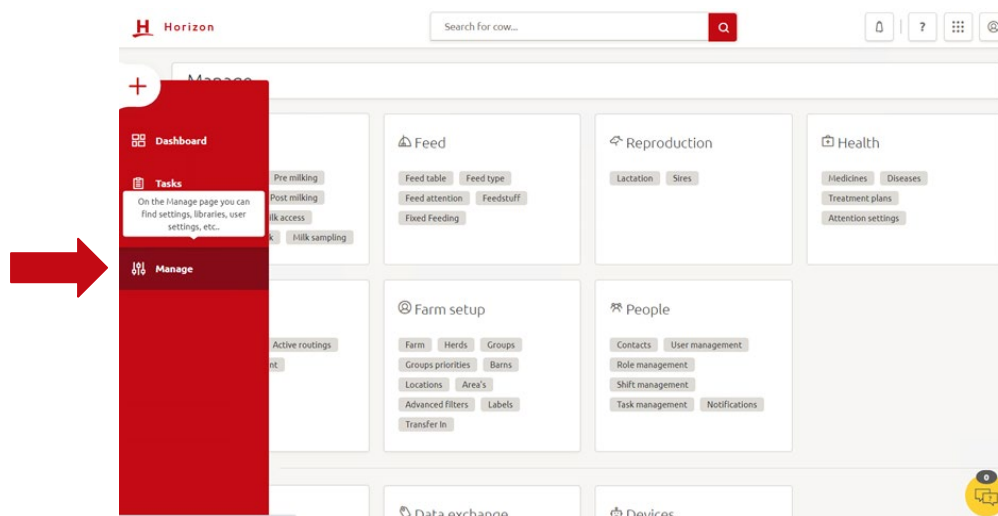 Horizon
Search for cow...
?
Manage
Dashboard
Tasks
On the Manage page you can
find settings, libraries, user
settings, etc..
Manage
Pre milking
Post milking
Milk sampling
Feed
Feed table Feed type
Feed attention Feedstuff
Fixed Feeding
Reproduction
Lactation Sires
Health
Medicines Diseases
Treatment plans
Attention settings
Active routings
Farm setup
Farm Herds Groups
Groups priorities Barns
Locations Area's
Advanced filters Labels
Transfer In
People
Contacts User management
Role management
Shift management
Task management Notifications
Data exchange
Devices
0